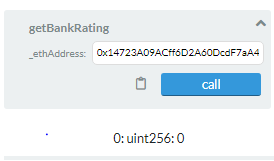 getBankRating
_ethAddress: 0x14723A09ACff6D2A60DcdF7aA4
call
0: uint256: 0